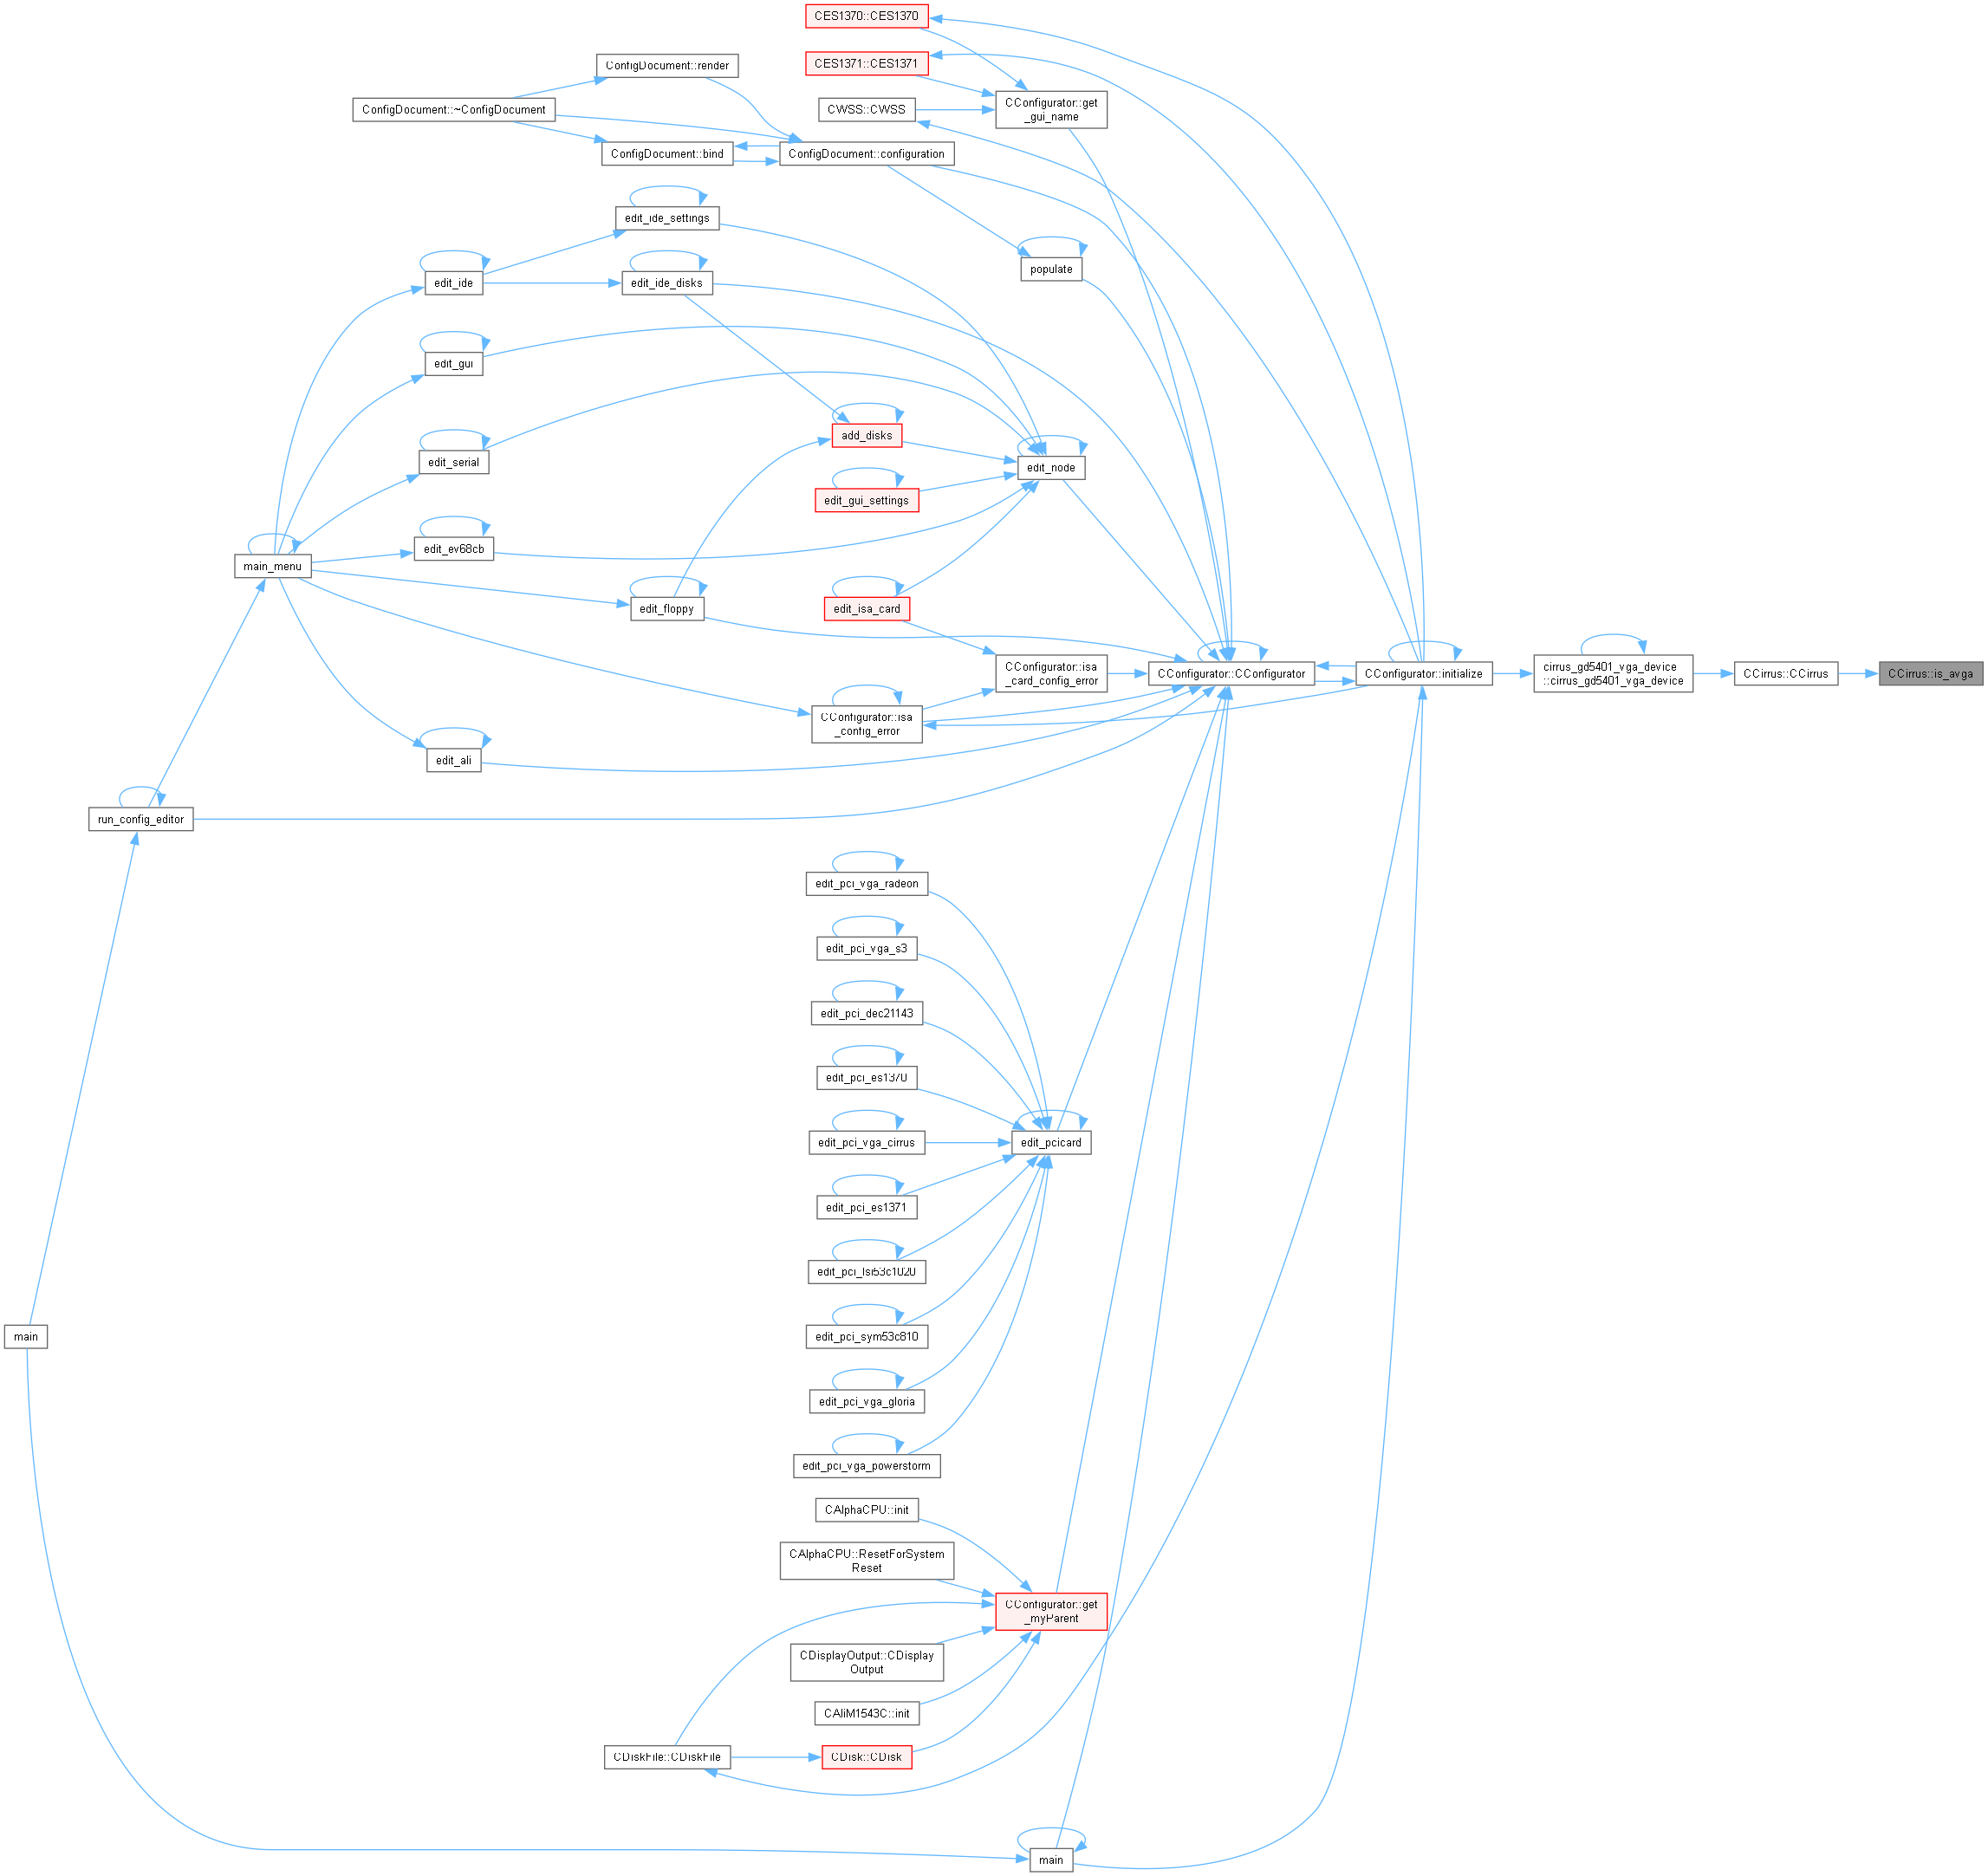 CES1370::CES1370
CES1371::CES1371
ConfigDocument::render
ConfigDocument::~ConfigDocument
CWSS::CWSS
CConfigurator::get
_gui_name
ConfigDocument::bind
ConfigDocument::configuration
edit_ide_settings
populate
edit_ide
edit_ide_disks
edit_gui
add_disks
edit_serial
edit_node
edit_gui_settings
edit_ev68cb
main_menu
edit_floppy
edit_isa_card
CConfigurator::isa
_card_config_error
CConfigurator::CConfigurator
CConfigurator::initialize
cirrus_gd5401_vga_device
::cirrus_gd5401_vga_device
CCirrus::CCirrus
CCirrus::is_avga
CConfigurator::isa
_config_error
edit_ali
run_config_editor
edit_pci_vga_radeon
edit_pci_vga_s3
edit_pci_dec21143
edit_pci_es1370
edit_pci_vga_cirrus
edit_pcicard
edit_pci_es1371
edit_pci_lsi53c1020
main
edit_pci_sym53c810
edit_pci_vga_gloria
edit_pci_vga_powerstorm
CAlphaCPU::init
CAlphaCPU::ResetForSystem
Reset
CConfigurator::get
_myParent
CDisplayOutput::CDisplay
Output
CAliM1543C::init
CDiskFile::CDiskFile
CDisk::CDisk
main